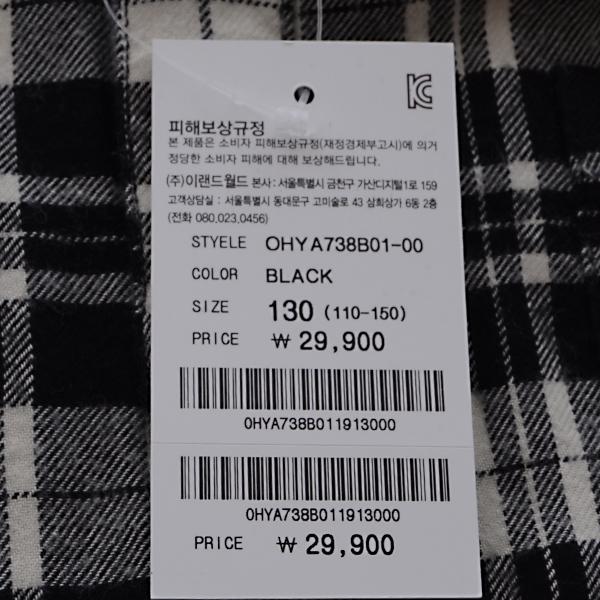 KC
피해보상규정
본 제품은 소비자 피해보상규정(재정경제부고시)에 의거
정당한 소비자 피해에 대해 보상해드립니다.
(주)이랜드월드 본사 : 서울특별시 금천구 가산디지털1로 159
고객상담실 : 서울특별시 동대문구 고미술로 43 삼희상가 6동 2층
(전화 080,023,0456)
STYELE OHYA738B01-00
COLOR BLACK
SIZE 130 (110-150)
PRICE ₩ 29,900
OHYA738B011913000
OHYA738B011913000
PRICE ₩ 29,900